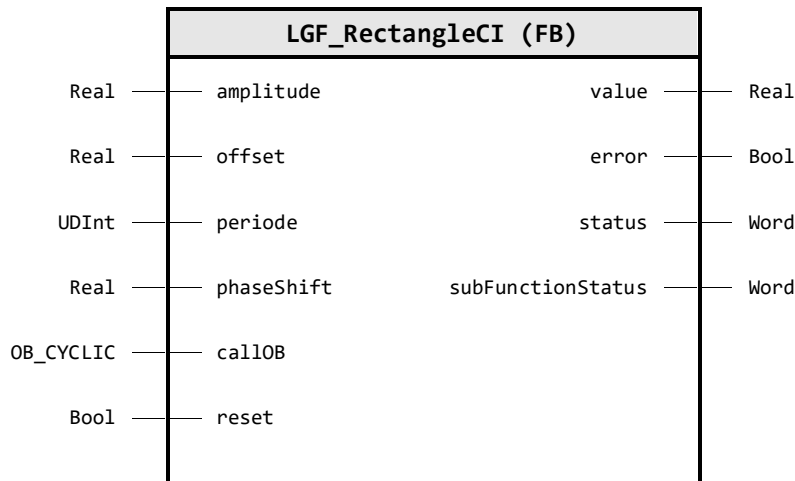 LGF_RectangleCI (FB)
Real amplitude value Real
Real offset error Bool
UDInt periode status Word
Real phaseShift subFunctionStatus Word
OB_CYCLIC callOB
Bool reset